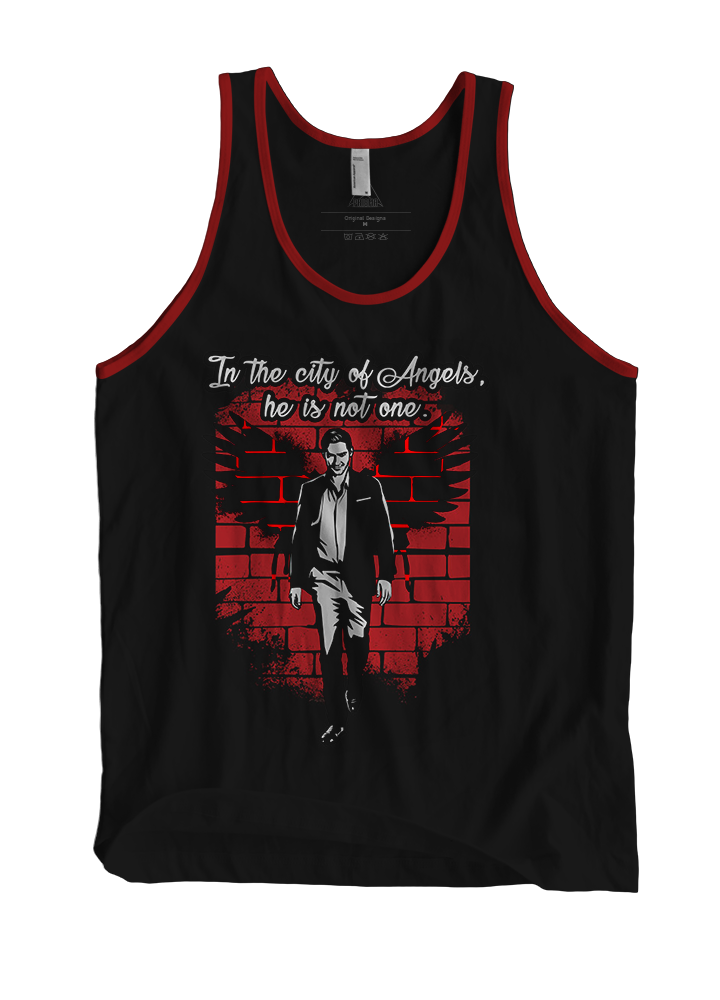 Original Designs
M
In the city of Angels,
he is not one.